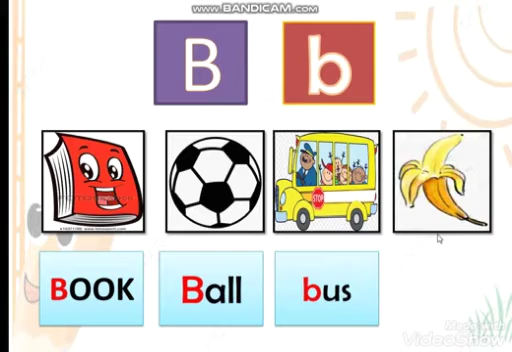 www.BANDICAM.com
B b
STOP
BOOK Ball bus
Made with
VideoShow